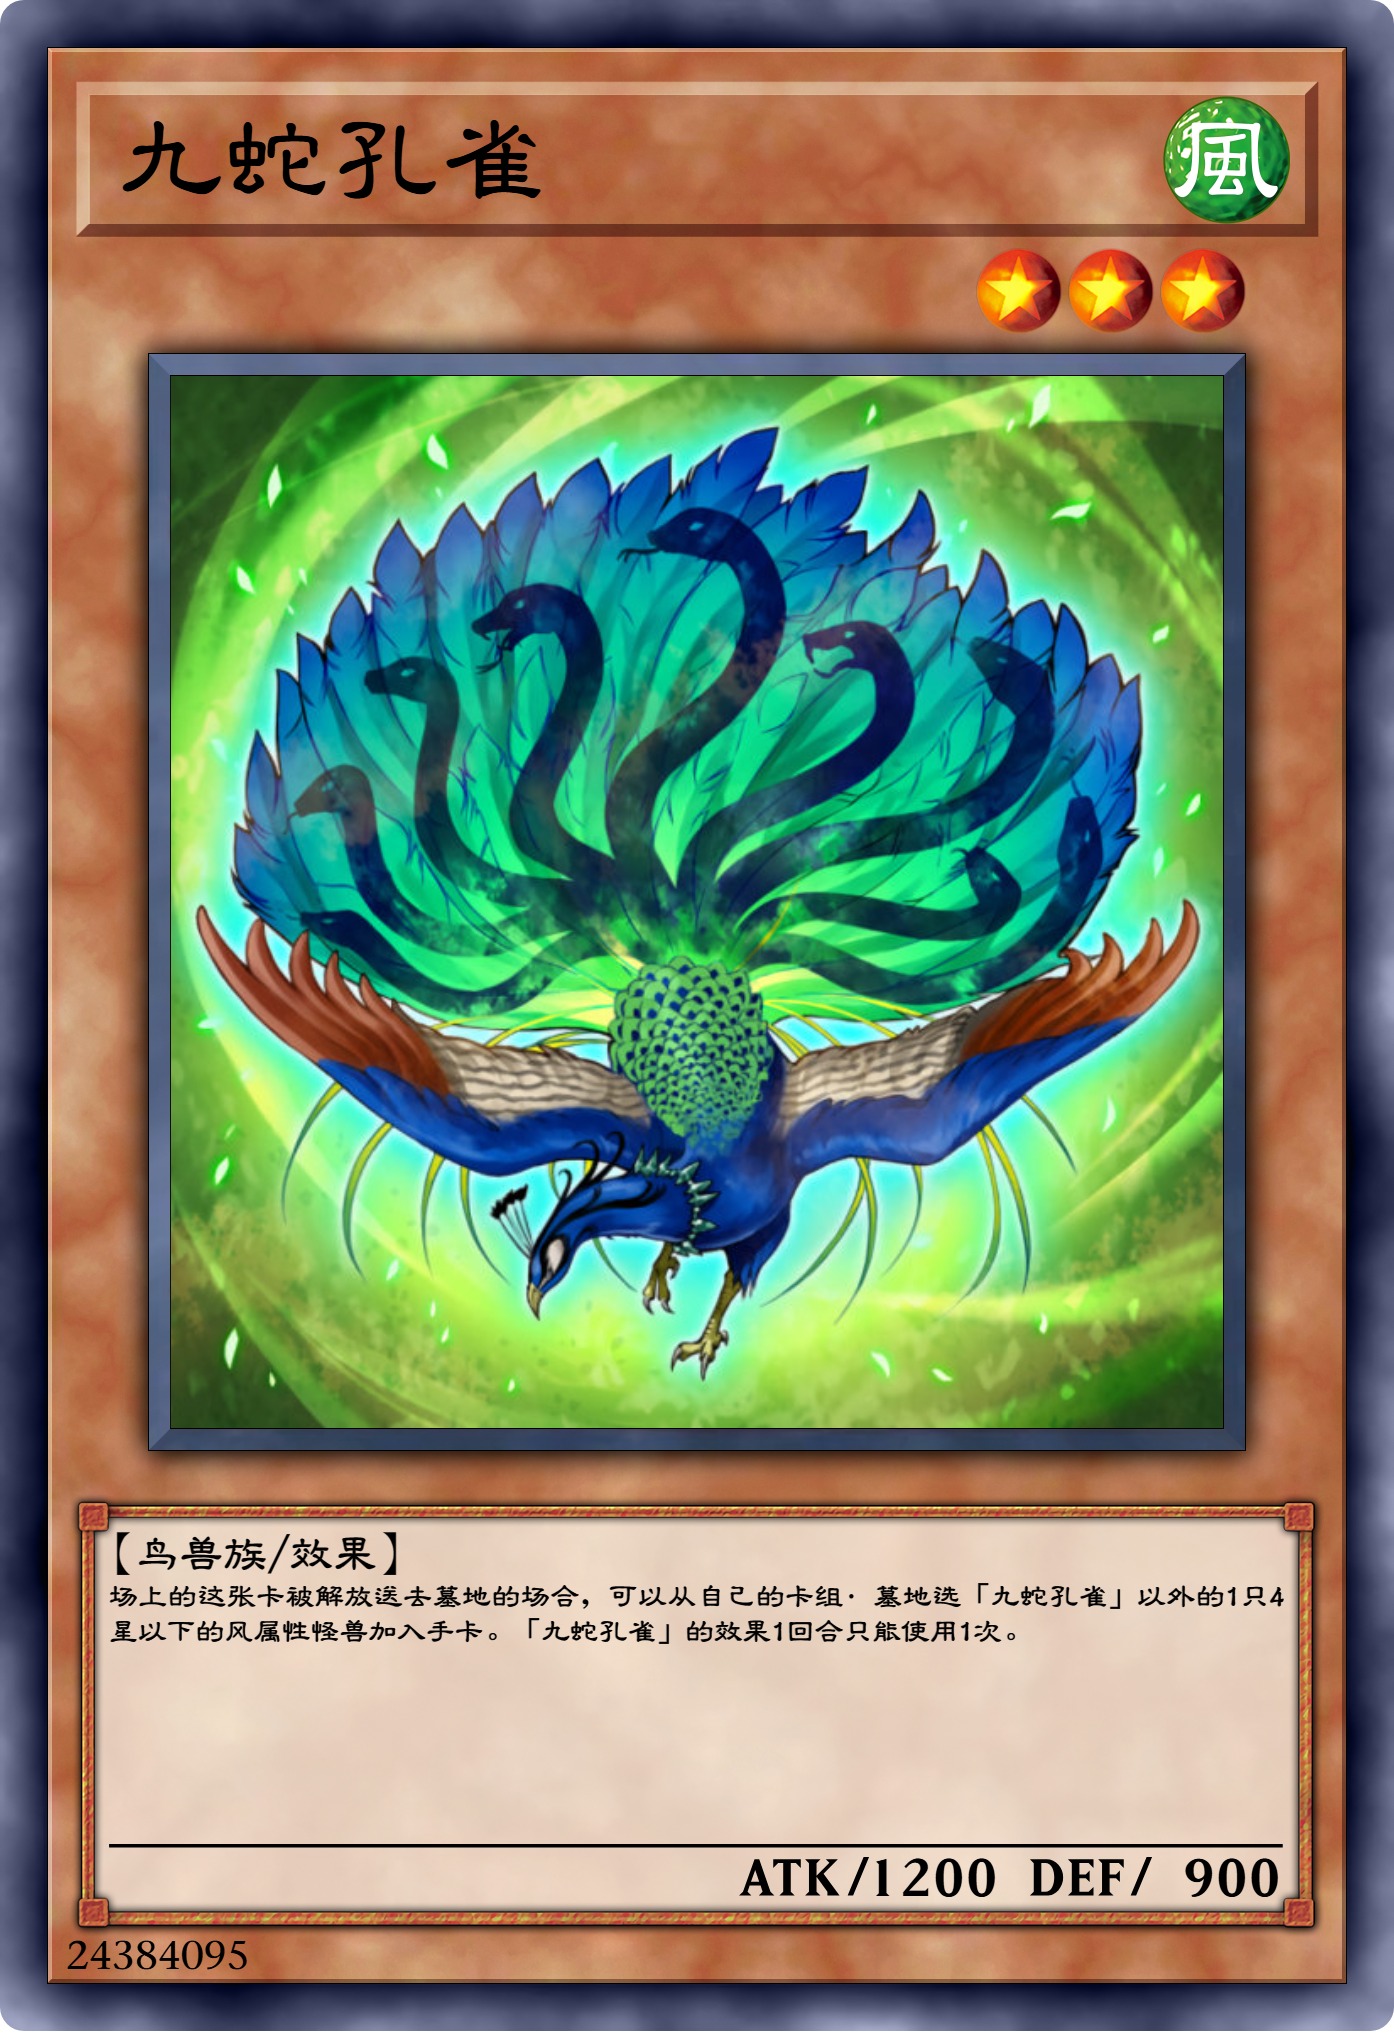 九蛇孔雀
風
【鸟兽族/效果】
场上的这张卡被解放送去墓地的场合，可以从自己的卡组·墓地选「九蛇孔雀」以外的1只4
星以下的风属性怪兽加入手卡。「九蛇孔雀」的效果1回合只能使用1次。
ATK/1200 DEF/ 900
24384095